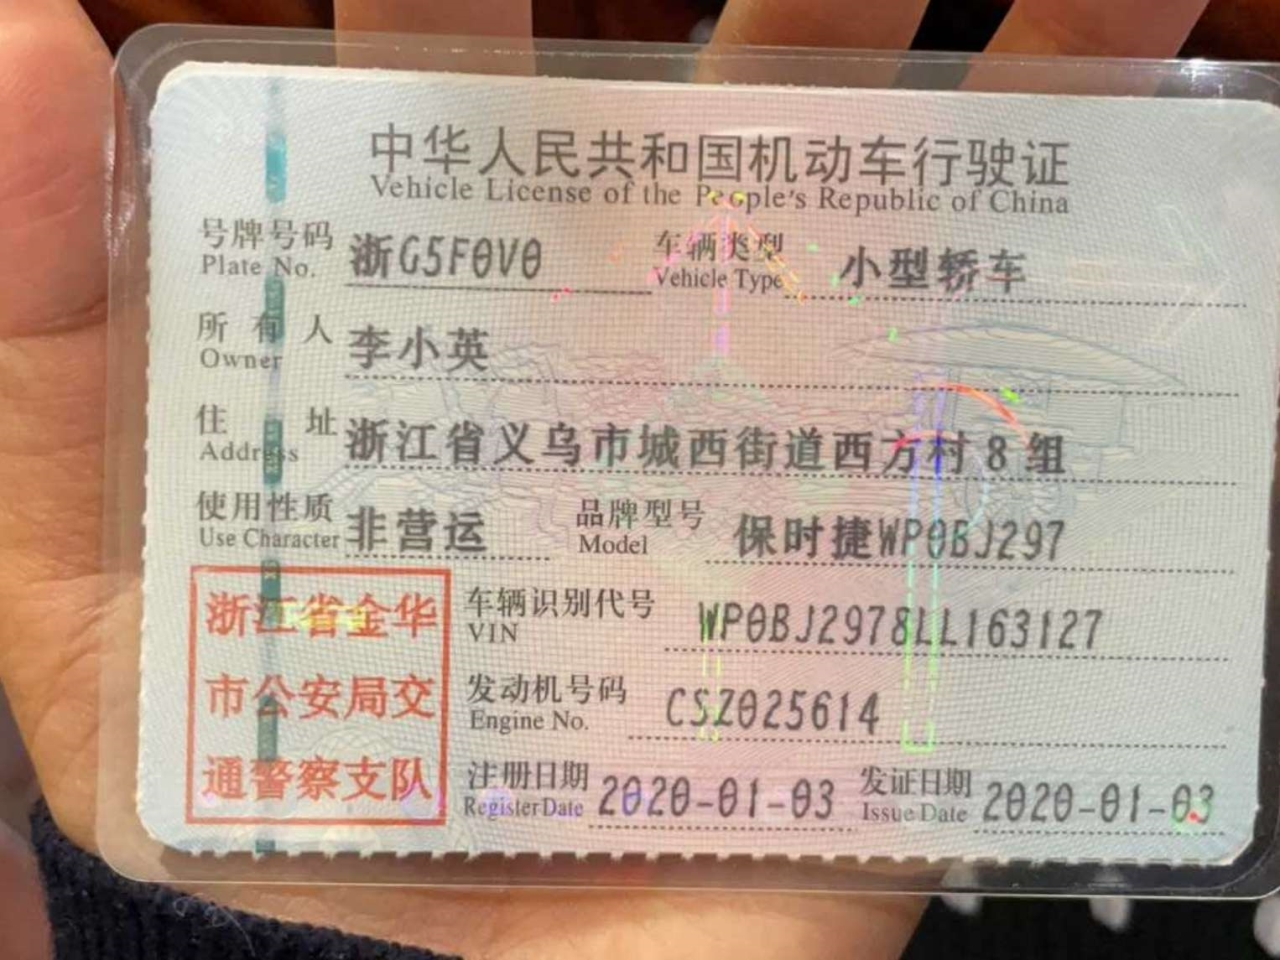 中华人民共和国机动车行驶证
Vehicle License of the People's Republic of China
号牌号码 浙G5F0V0 车辆类型 小型轿车
Plate No. Vehicle Type
所有人 李小英
Owner
住址 浙江省义乌市城西街道西方村8组
Address
使用性质 非营运 品牌型号 保时捷WP0BJ297
Use Character Model
浙江省金华
市公安局交
通警察支队
车辆识别代号 WP0BJ2978LL163127
VIN
发动机号码 CSZ025614
Engine No.
注册日期 2020-01-03 发证日期 2020-01-03
Register Date Issue Date